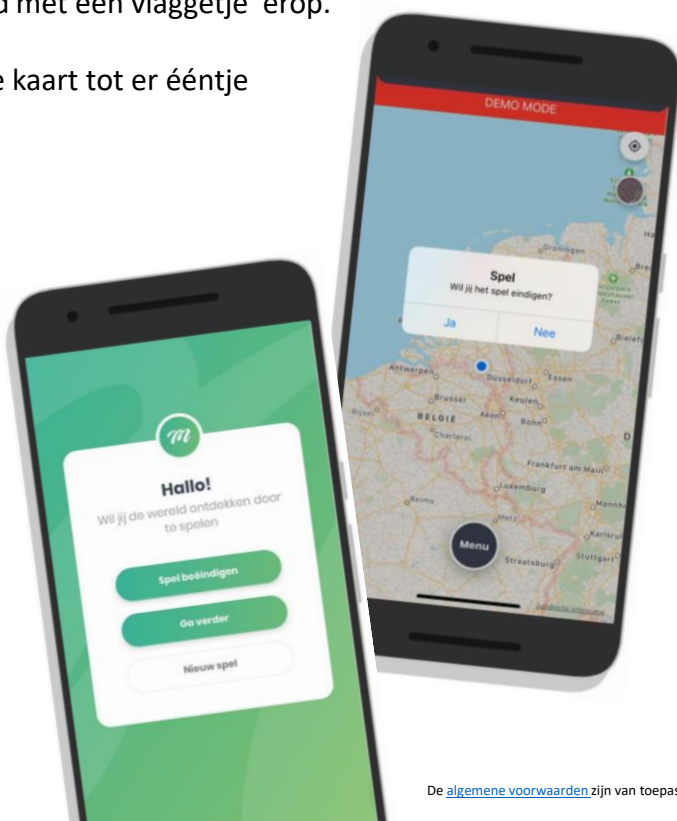 met een vlaggetje erop.
e kaart tot er ééntje
DEMO MODE
Groningen
Spel
Wil jij het spel eindigen?
Ja
Nee
Antwerpen
Düsseldorf
Essen
Brussel
Keulen
BELGIË
Aken
Bonn
Charleroi
D
Frankfurt am Main
Luxemburg
Reims
Metz
Menu
Straatsburg
Stuttgart
m
Hallo!
Wil jij de wereld ontdekken door
te spelen
Spel beëindigen
Ga verder
Nieuw spel
De algemene voorwaarden zijn van toepas